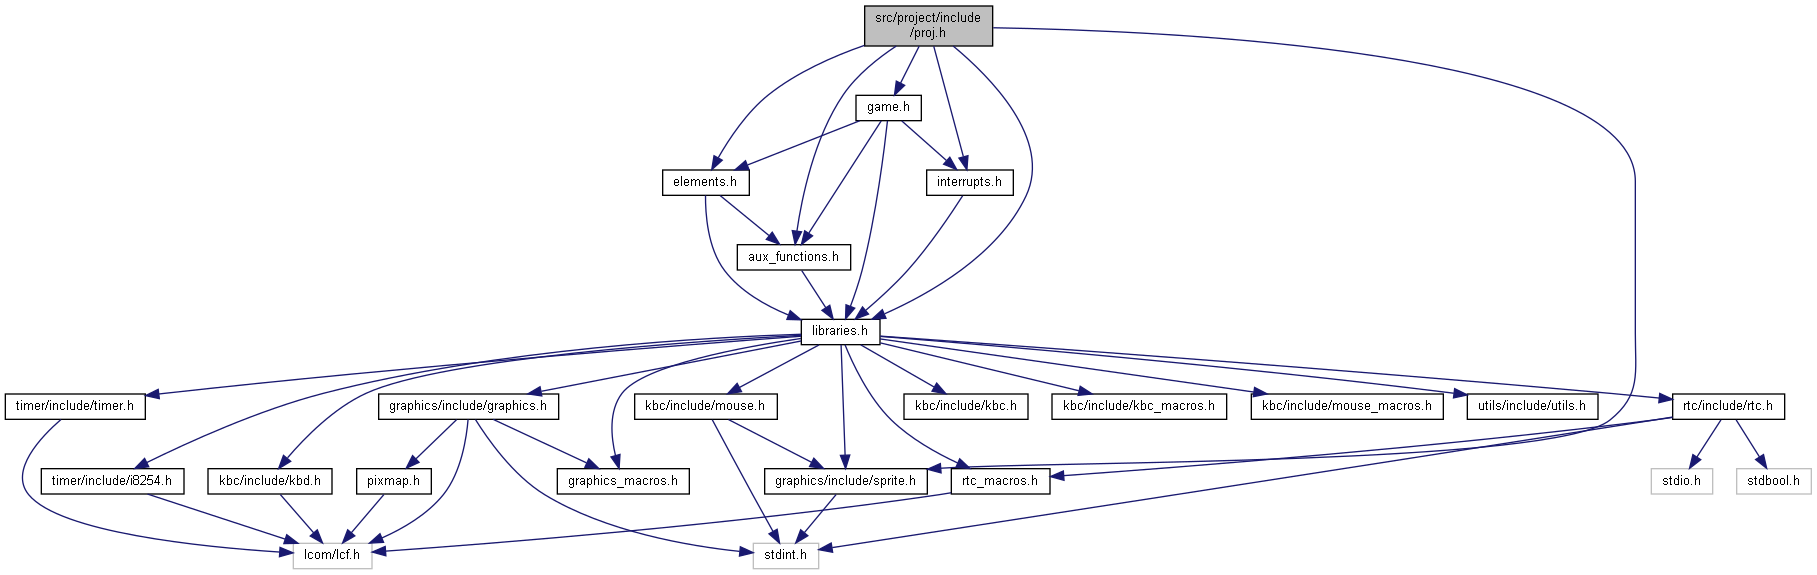 src/project/include
/proj.h
game.h
elements.h
interrupts.h
aux_functions.h
libraries.h
timer/include/timer.h
graphics/include/graphics.h
kbc/include/mouse.h
kbc/include/kbc.h
kbc/include/kbc_macros.h
kbc/include/mouse_macros.h
utils/include/utils.h
rtc/include/rtc.h
timer/include/i8254.h
kbc/include/kbd.h
pixmap.h
graphics_macros.h
graphics/include/sprite.h
rtc_macros.h
stdio.h
stdbool.h
lcom/lcf.h
stdint.h